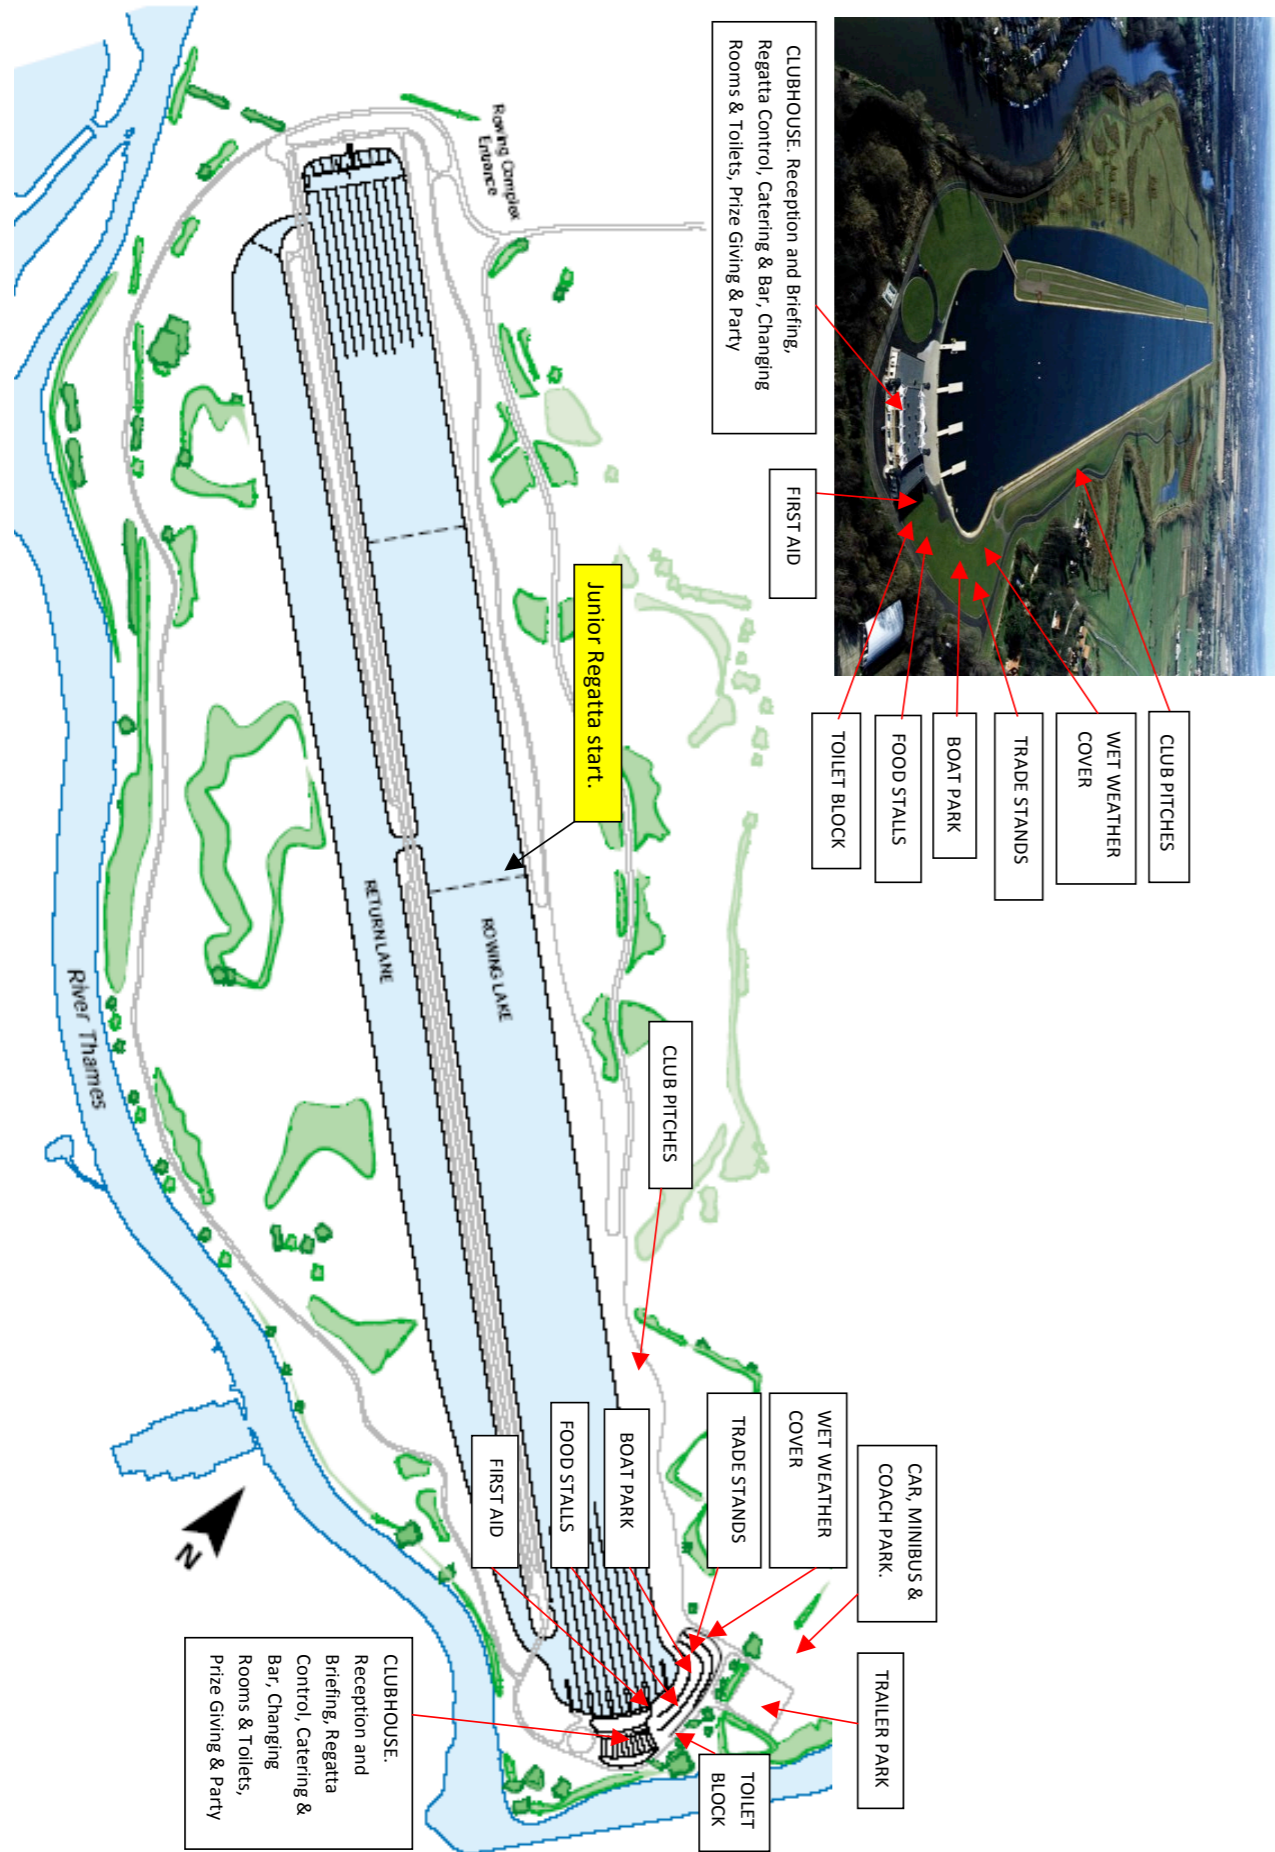 CLUBHOUSE. Reception and Briefing,
Regatta Control, Catering & Bar, Changing
Rooms & Toilets, Prize Giving & Party
FIRST AID
CLUB PITCHES
WET WEATHER
COVER
TRADE STANDS
BOAT PARK
FOOD STALLS
TOILET BLOCK
Rowing Complex
Entrance
Junior Regatta start.
RETURN LANE
ROWING LAKE
River Thames
CLUB PITCHES
CAR, MINIBUS &
COACH PARK.
WET WEATHER
COVER
TRADE STANDS
BOAT PARK
FOOD STALLS
FIRST AID
TRAILER PARK
TOILET
BLOCK
N
CLUBHOUSE.
Reception and
Briefing, Regatta
Control, Catering &
Bar, Changing
Rooms & Toilets,
Prize Giving & Party